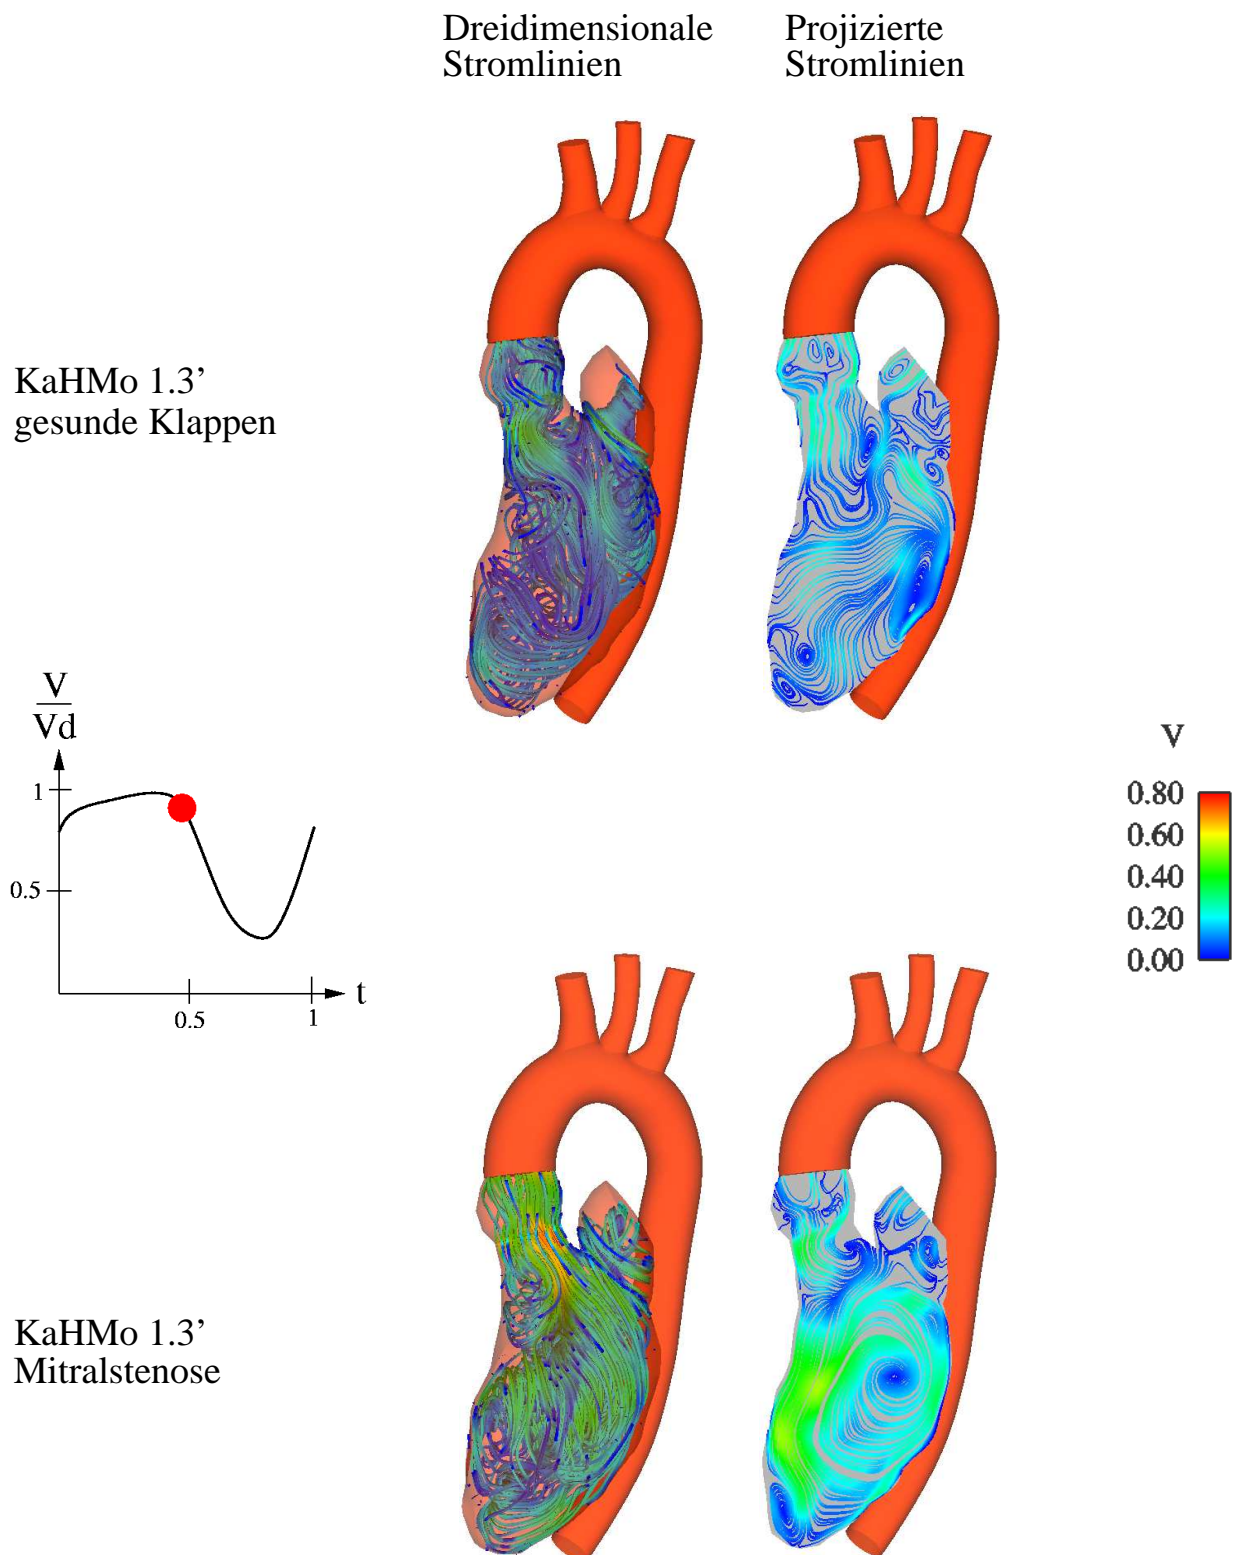 Dreidimensionale
Stromlinien
Projizierte
Stromlinien
KaHMo 1.3’
gesunde Klappen
V
Vd
1
0.5
t
0.5
1
V
0.80
0.60
0.40
0.20
0.00
KaHMo 1.3’
Mitralstenose